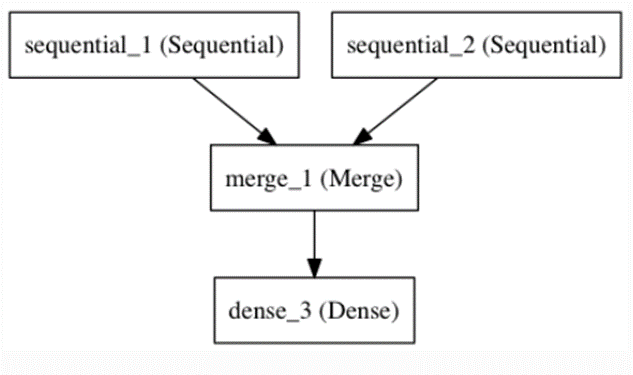 sequential_1 (Sequential)
sequential_2 (Sequential)
merge_1 (Merge)
dense_3 (Dense)